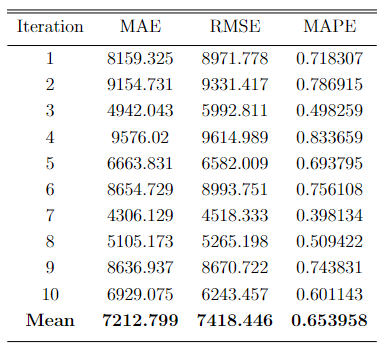 Iteration MAE RMSE MAPE
1 8159.325 8971.778 0.718307
2 9154.731 9331.417 0.786915
3 4942.043 5992.811 0.498259
4 9576.02 9614.989 0.833659
5 6663.831 6582.009 0.693795
6 8654.729 8993.751 0.756108
7 4306.129 4518.333 0.398134
8 5105.173 5265.198 0.509422
9 8636.937 8670.722 0.743831
10 6929.075 6243.457 0.601143
Mean 7212.799 7418.446 0.653958